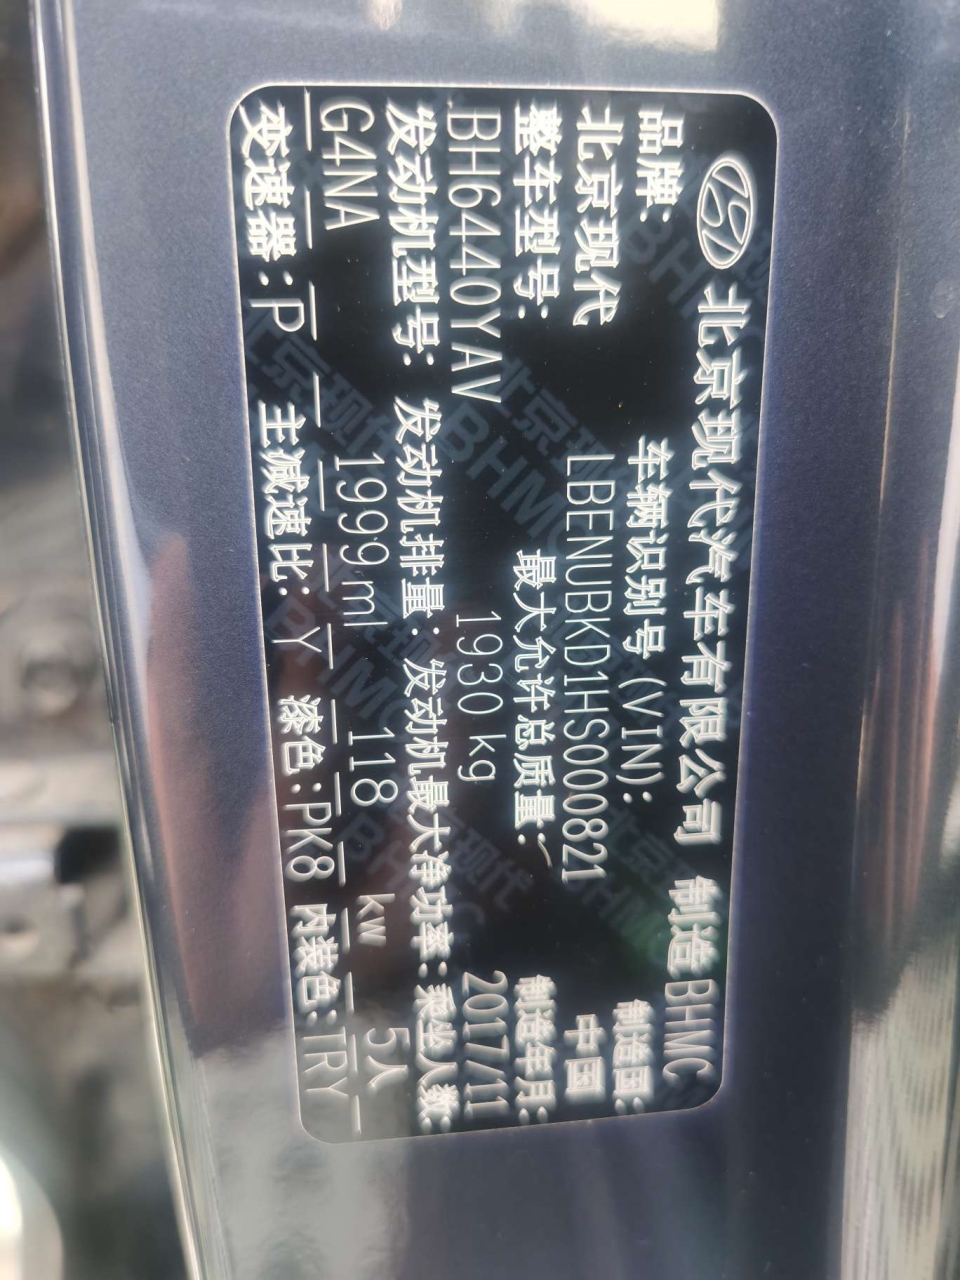 北京现代汽车有限公司 制造 BHMC
品牌: 车辆识别号(VIN): 制造国:
北京现代 LBENUBKD1HS000821 中国
整车型号: 最大允许总质量: 制造年月:
BH6440YAV 1930kg 2017/11
发动机型号: 发动机排量: 发动机最大净功率: 乘坐人数:
G4NA 1999ml 118 kw 5人
变速器:P 主减速比: Y 漆色:PK8 内装色:TRY